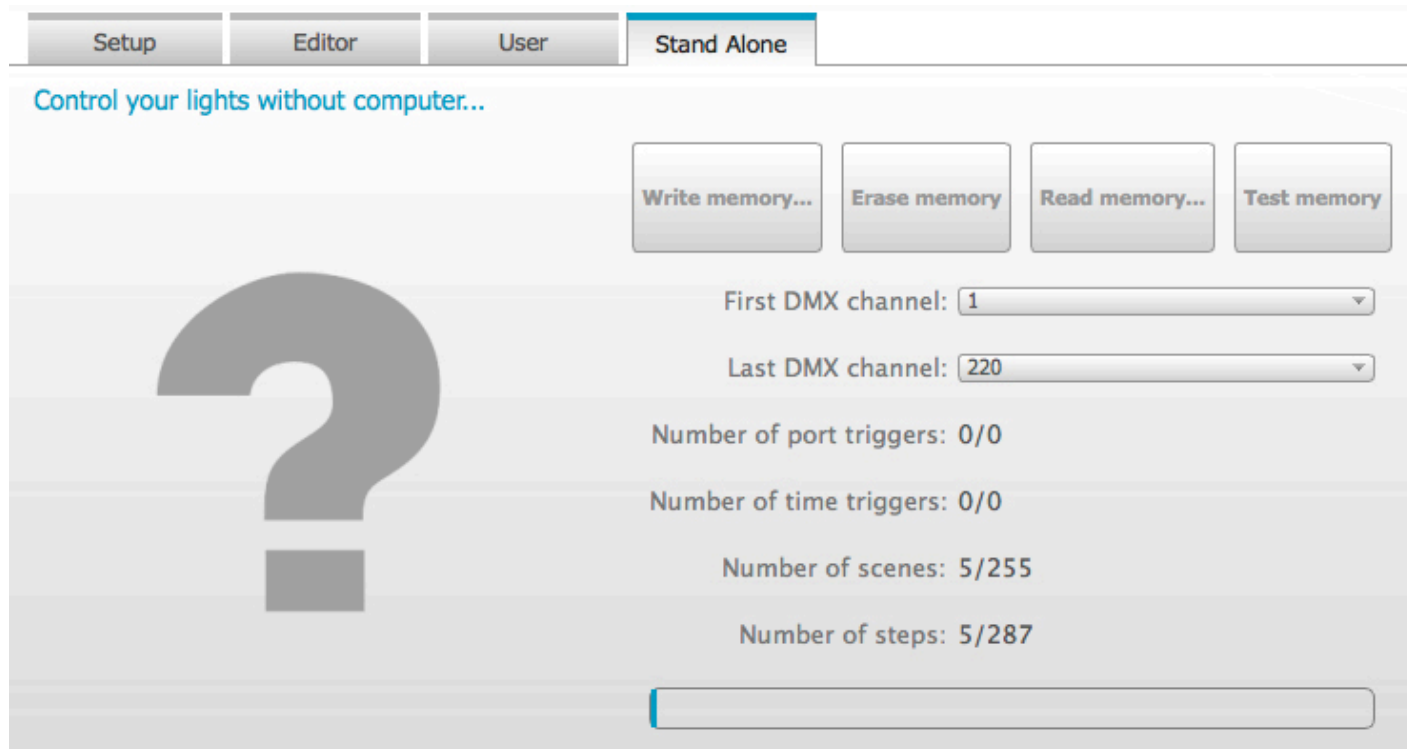 Setup Editor User Stand Alone
Control your lights without computer...
Write memory... Erase memory Read memory... Test memory
First DMX channel: 1
Last DMX channel: 220
Number of port triggers: 0/0
Number of time triggers: 0/0
Number of scenes: 5/255
Number of steps: 5/287
?